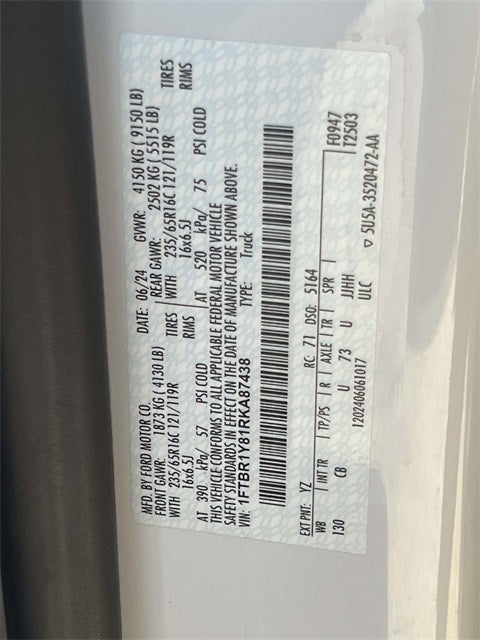 MFD. BY FORD MOTOR CO. DATE: 06/24 GVWR: 4150 KG ( 9150 LB)
FRONT GAWR: 1873 KG ( 4130 LB) REAR GAWR: 2502 KG ( 5515 LB)
WITH 235/65R16C 121/119R TIRES WITH 235/65R16C 121/119R TIRES
16x6.5J RIMS 16x6.5J RIMS
AT 390 kPa/ 57 PSI COLD AT 520 kPa/ 75 PSI COLD
THIS VEHICLE CONFORMS TO ALL APPLICABLE FEDERAL MOTOR VEHICLE
SAFETY STANDARDS IN EFFECT ON THE DATE OF MANUFACTURE SHOWN ABOVE.
VIN: 1FTBR1Y81RKA87438 TYPE: Truck
EXT PNT: YZ RC: 71 DSO: 5164 F0947
WB INT TR TP/PS R AXLE TR SPR T2503
130 CB U 73 U JJHH
1202406061017 ULC 5U5A-3520472-AA